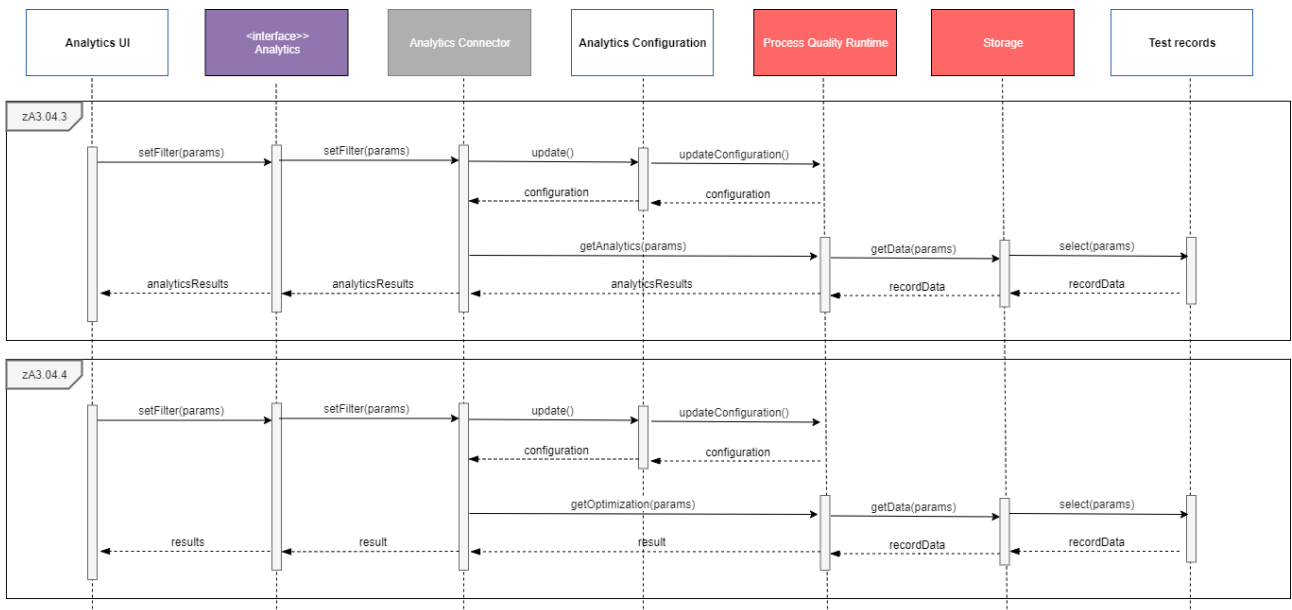 Analytics UI
<interface>>
Analytics
Analytics Connector
Analytics Configuration
Process Quality Runtime
Storage
Test records
zA3.04.3
setFilter(params)
setFilter(params)
update()
updateConfiguration()
configuration
configuration
getAnalytics(params)
getData(params)
select(params)
analyticsResults
analyticsResults
analyticsResults
recordData
recordData
zA3.04.4
setFilter(params)
setFilter(params)
update()
updateConfiguration()
configuration
configuration
getOptimization(params)
getData(params)
select(params)
results
result
result
recordData
recordData